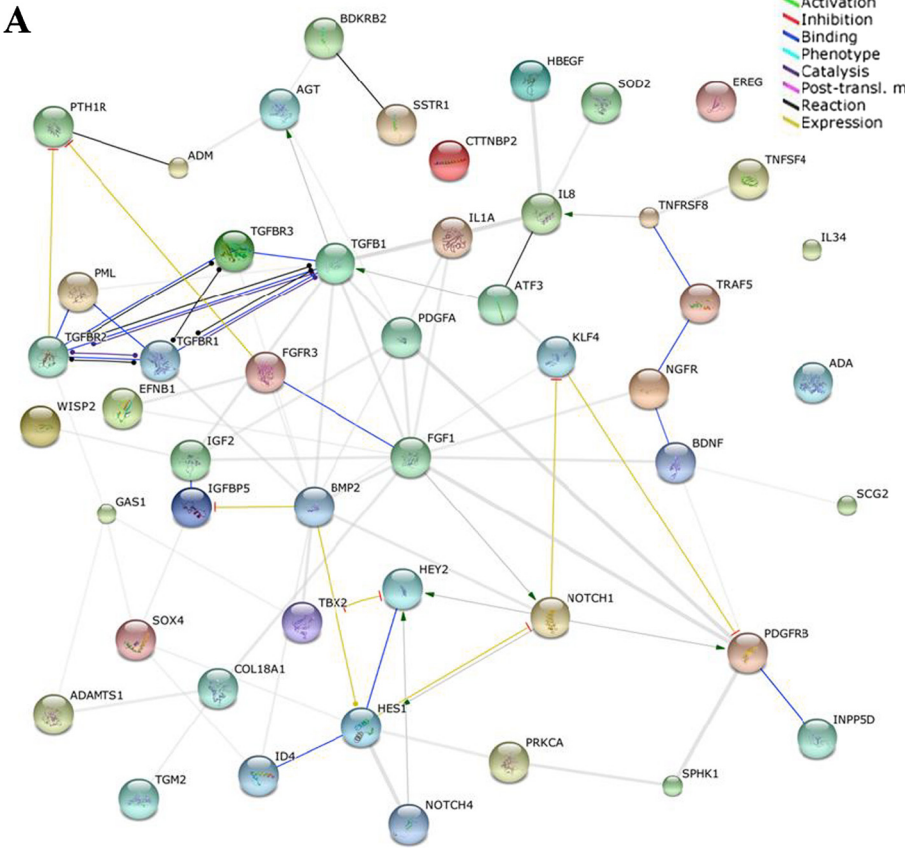 A
Activation
Inhibition
Binding
Phenotype
Catalysis
Post-transl. m
Reaction
Expression
BDKRB2
HBEGF
SOD2
EREG
AGT
SSTR1
PTH1R
CTTNBP2
ADM
TNFSF4
IL8
TNFRSF8
IL1A
TGFBR3
TGFB1
IL34
PML
ATF3
TRAF5
PDGFA
TGFBR2
TGFBR1
KLF4
FGFR3
NGFR
ADA
EFNB1
WISP2
IGF2
FGF1
BDNF
IGFBP5
BMP2
SCG2
GAS1
HEY2
TBX2
NOTCH1
SOX4
PDGFRB
COL18A1
ADAMTS1
HES1
INPP5D
PRKCA
ID4
SPHK1
TGM2
NOTCH4